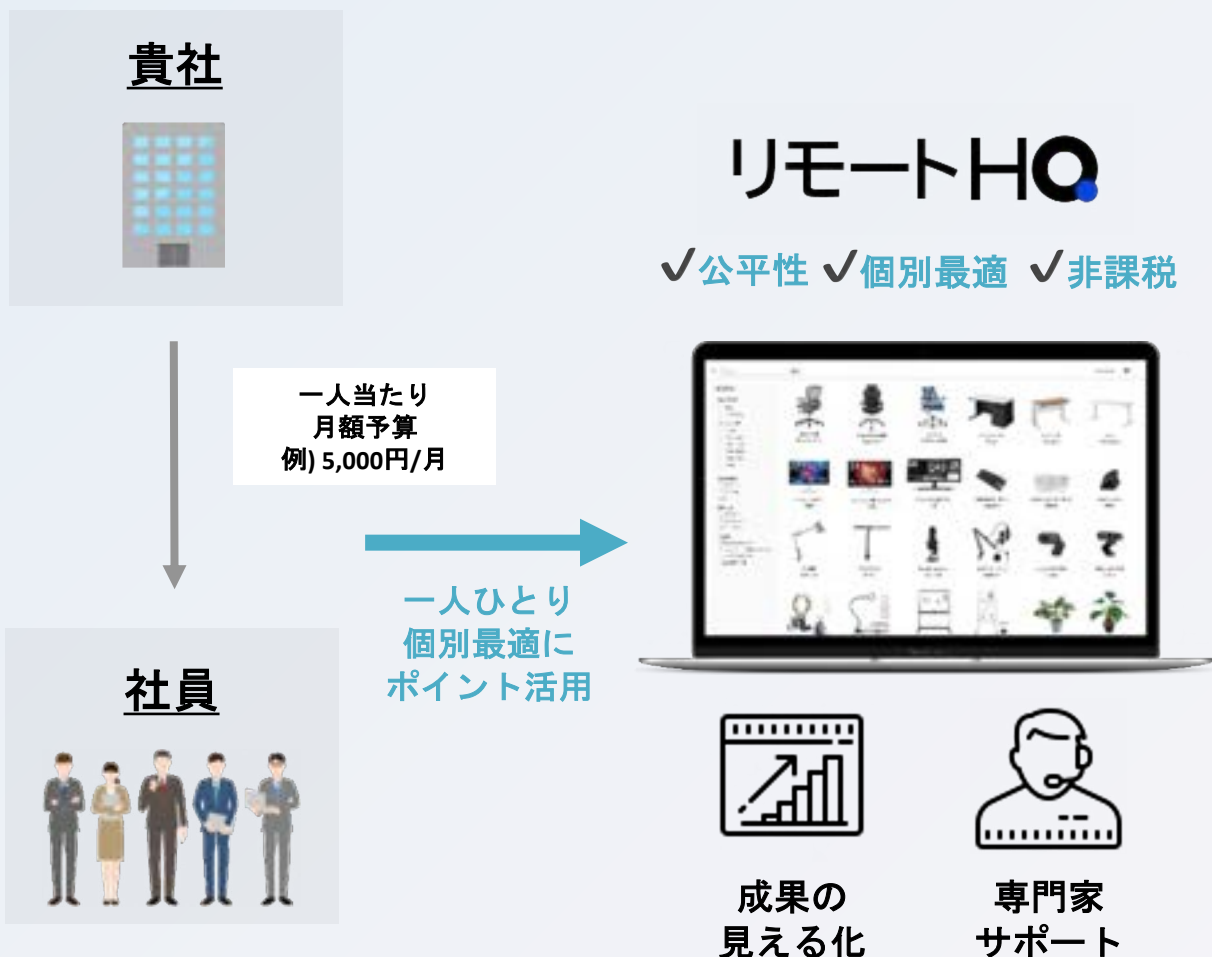 貴社
一人当たり
月額予算
例) 5,000円/月
社員
一人ひとり
個別最適に
ポイント活用
リモートHQ
✓公平性 ✓個別最適 ✓非課税
成果の
見える化
専門家
サポート